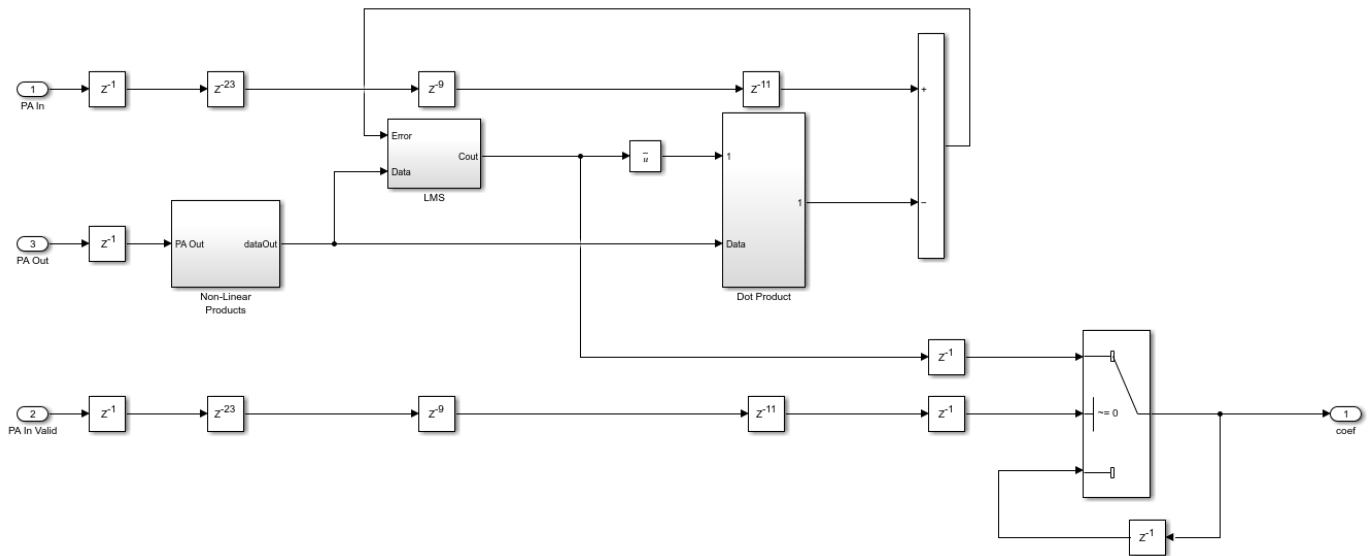 1
PA In
z-1
z-23
z-9
z-11
+
Error
Data
Cout
LMS
u
1
Data
1
Dot Product
−
3
PA Out
z-1
PA Out
dataOut
Non-Linear
Products
z-1
2
PA In Valid
z-1
z-23
z-9
z-11
z-1
~= 0
1
coef
z-1